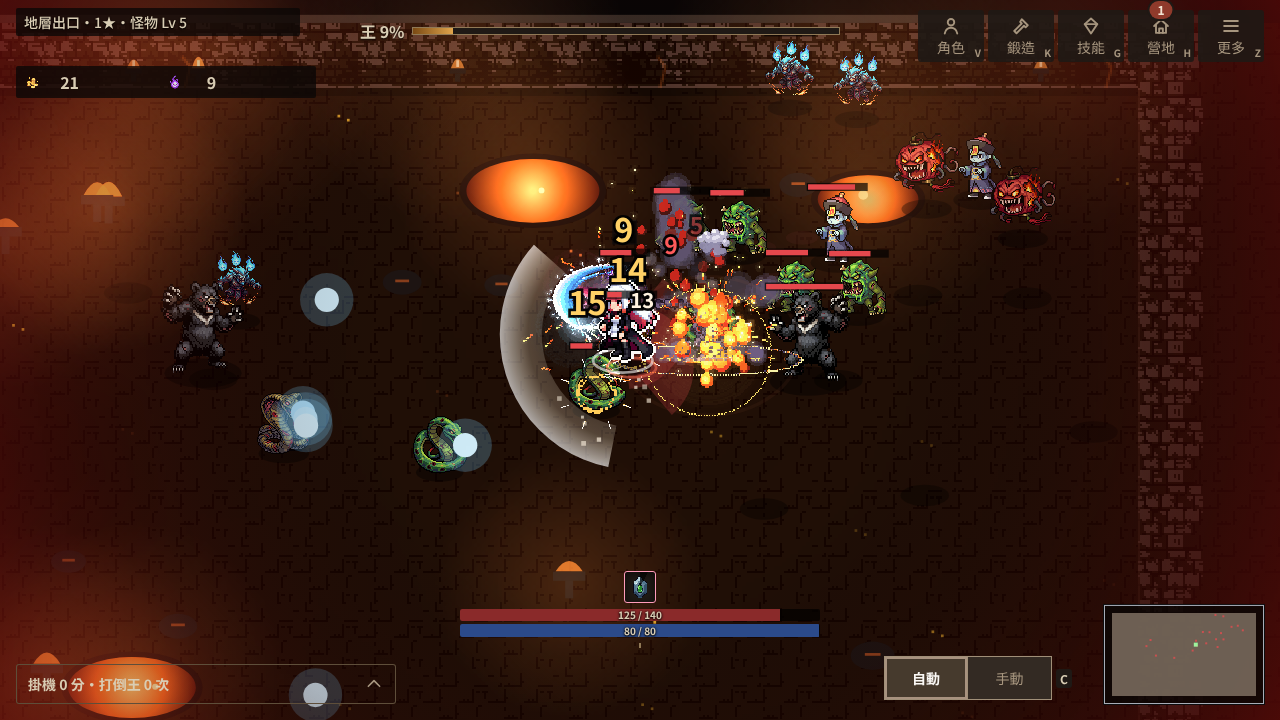 地層出口・1★・怪物 Lv 5
王 9%
1
角色 V
鍛造 K
技能 G
營地 H
更多 Z
21
9
9
5
9
14
15
13
125 / 140
80 / 80
掛機 0 分・打倒王 0 次
自動
手動
C